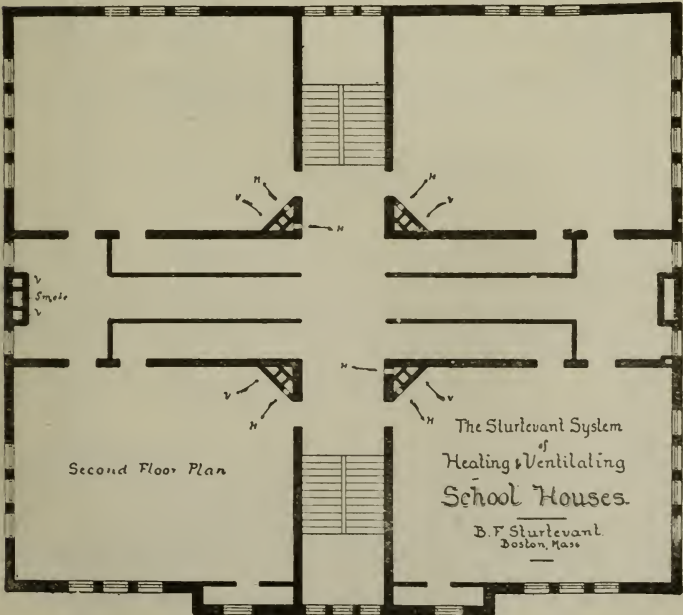 H
H
V
V
H
V
Smoke
V
H
V
V
H
H
Second Floor Plan
The Sturtevant System
of
Heating & Ventilating
School Houses.
B. F. Sturtevant.
Boston, Mass